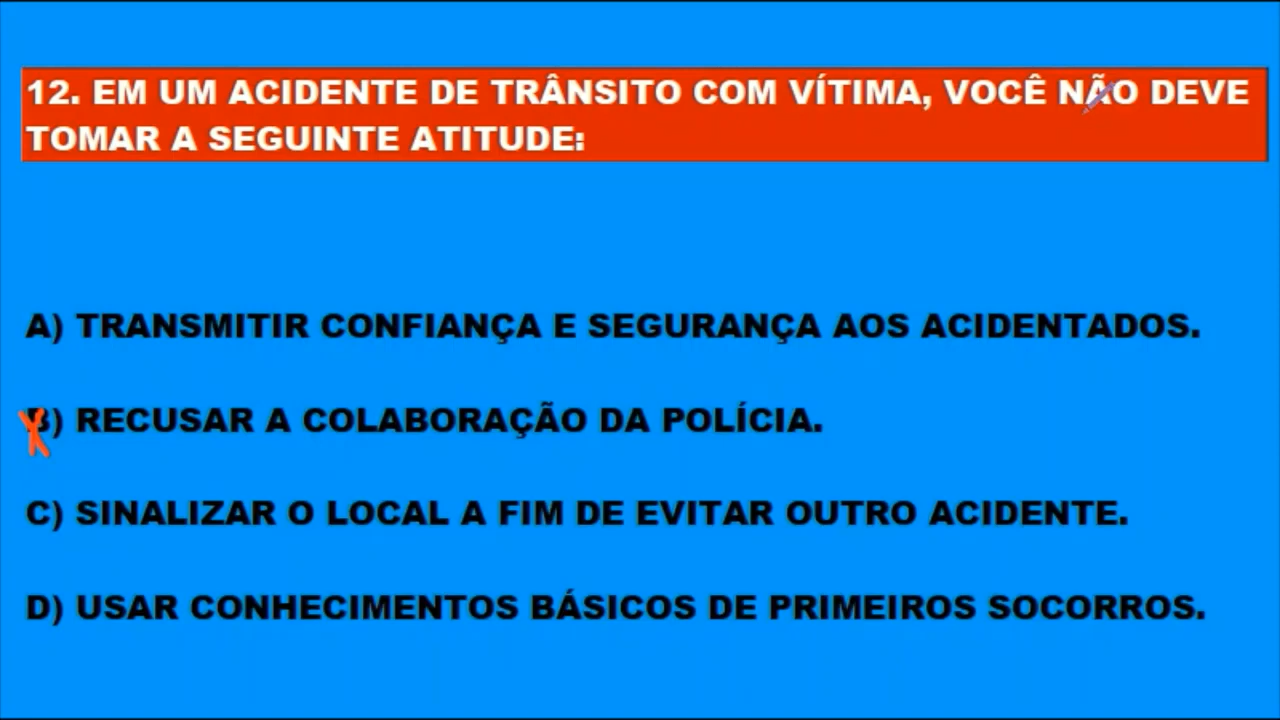 12. EM UM ACIDENTE DE TRÂNSITO COM VÍTIMA, VOCÊ NÃO DEVE
TOMAR A SEGUINTE ATITUDE:
A) TRANSMITIR CONFIANÇA E SEGURANÇA AOS ACIDENTADOS.
B) RECUSAR A COLABORAÇÃO DA POLÍCIA.
C) SINALIZAR O LOCAL A FIM DE EVITAR OUTRO ACIDENTE.
D) USAR CONHECIMENTOS BÁSICOS DE PRIMEIROS SOCORROS.